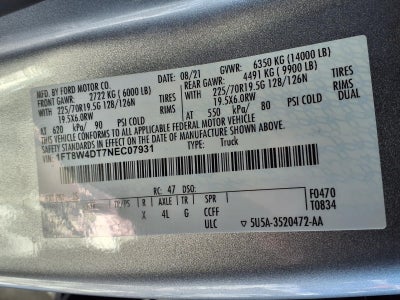 MFD. BY FORD MOTOR CO.
08/21
GVWR: 6350 KG (14000 LB)
FRONT GAWR: 2722 KG ( 6000 LB)
REAR GAWR: 4491 KG ( 9900 LB)
225/70R19.5G 128/126N TIRES
225/70R19.5G 128/126N TIRES
19.5X6.0RW RIMS
19.5X6.0RW RIMS
AT 620 kPa/ 90 PSI COLD
AT 550 kPa/ 80 PSI COLD
THIS VEHICLE CONFORMS TO ALL APPLICABLE FEDERAL MOTOR VEHICLE
SAFETY STANDARDS IN EFFECT ON THE DATE OF MANUFACTURE SHOWN ABOVE.
VIN: 1FT8W4DT7NEC07931
TYPE: Truck
RC: 47 DSO:
TP/PS R AXLE TR SPR
X 4L G CCFF
ULC
F0470
T0834
5U5A-3520472-AA